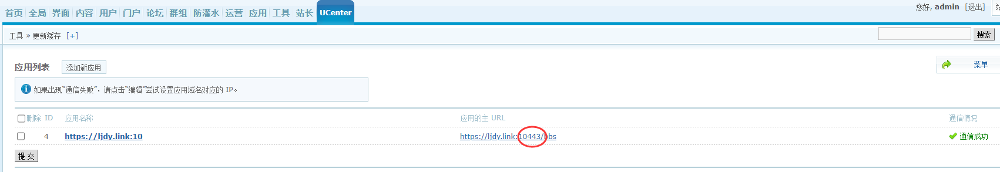 您好, admin [退出] 站
首页 全局 界面 内容 用户 门户 论坛 群组 防灌水 运营 应用 工具 站长 UCenter
工具 » 更新缓存 [+] 搜索
应用列表 添加新应用 菜单
如果出现“通信失败”，请点击“编辑”尝试设置应用域名对应的 IP。
删除 ID 应用名称 应用的主 URL 通信情况
4 https://ljdy.link:10 https://ljdy.link:10443/bbs 通信成功
提 交